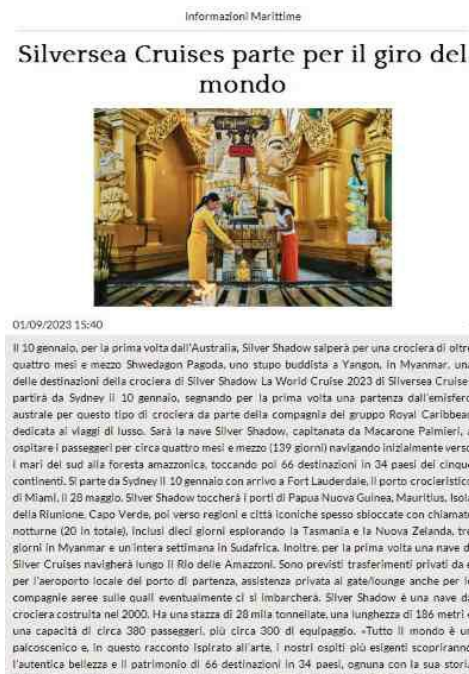 Informazioni Marittime
Silversea Cruises parte per il giro del
mondo
01/09/2023 15:40
Il 10 gennaio, per la prima volta dall'Australia, Silver Shadow salperà per una crociera di oltre
quattro mesi e mezzo Shwedagon Pagoda, uno stupo buddista a Yangon, in Myanmar, una
delle destinazioni della crociera di Silver Shadow La World Cruise 2023 di Silversea Cruises
partirà da Sydney il 10 gennaio, segnando per la prima volta una partenza dall'emisfero
australe per questo tipo di crociera da parte della compagnia del gruppo Royal Caribbean
dedicata ai viaggi di lusso. Sarà la nave Silver Shadow, capitanata da Macarone Palmieri, a
ospitare i passeggeri per circa quattro mesi e mezzo (139 giorni) navigando inizialmente verso
i mari del sud alla foresta amazzonica, toccando poi 66 destinazioni in 34 paesi dei cinque
continenti. Si parte da Sydney il 10 gennaio con arrivo a Fort Lauderdale, il porto crocieristico
di Miami, il 28 maggio. Silver Shadow toccherà i porti di Papua Nuova Guinea, Mauritius, Isola
della Riunione, Capo Verde, poi verso regioni e città iconiche spesso sbloccate con chiamate
notturne (20 in totale), inclusi dieci giorni esplorando la Tasmania e la Nuova Zelanda, tre
giorni in Myanmar e un'intera settimana in Sudafrica. Inoltre, per la prima volta una nave di
Silver Cruises navigherà lungo il Rio delle Amazzoni. Sono previsti trasferimenti privati da e
per l'aeroporto locale del porto di partenza, assistenza privata al gate/lounge anche per le
compagnie aeree sulle quali eventualmente ci si imbarcherà. Silver Shadow è una nave da
crociera costruita nel 2000. Ha una stazza di 28 mila tonnellate, una lunghezza di 186 metri e
una capacità di circa 380 passeggeri, più circa 300 di equipaggio. «Tutto il mondo è un
palcoscenico e, in questo racconto ispirato all'arte, i nostri ospiti più esigenti scopriranno
l'autentica bellezza e il patrimonio di 66 destinazioni in 34 paesi, ognuna con la sua storia